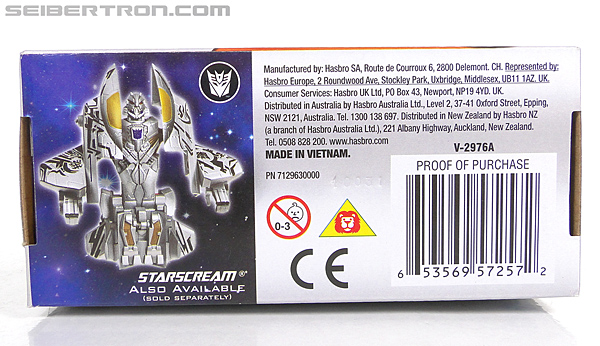 SEIBERTRON.COM
Manufactured by: Hasbro SA, Route de Courroux 6, 2800 Delemont. CH. Represented by:
Hasbro Europe, 2 Roundwood Ave, Stockley Park, Uxbridge, Middlesex, UB11 1AZ. UK.
Consumer Services: Hasbro UK Ltd, PO Box 43, Newport, NP19 4YD. UK.
Distributed in Australia by Hasbro Australia Ltd., Level 2, 37-41 Oxford Street, Epping,
NSW 2121, Australia. Tel. 1300 138 697. Distributed in New Zealand by Hasbro NZ
(a branch of Hasbro Australia Ltd.), 221 Albany Highway, Auckland, New Zealand.
Tel. 0508 828 200. www.hasbro.com
MADE IN VIETNAM.
V-2976A
PROOF OF PURCHASE
PN 7129630000
0-3
CE
6 53569 57257 2
STARSCREAM ®
ALSO AVAILABLE
(SOLD SEPARATELY)